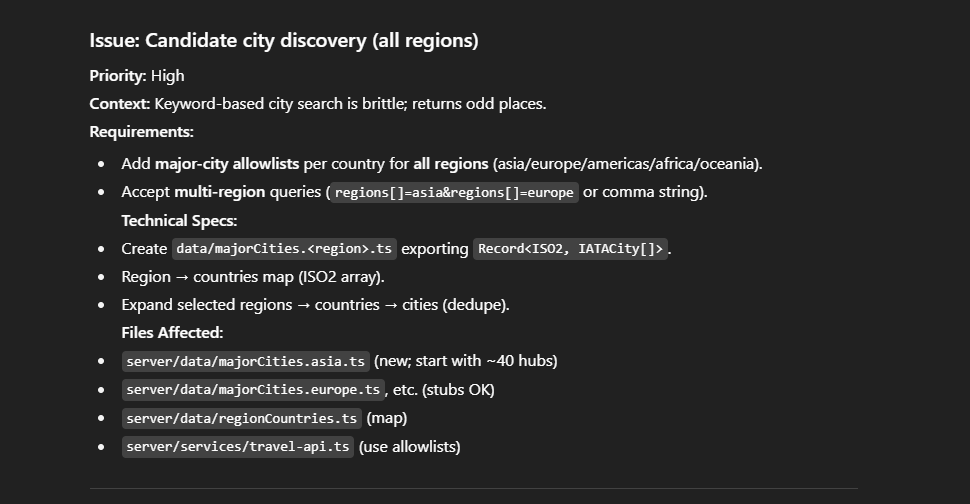 Issue: Candidate city discovery (all regions)
Priority: High
Context: Keyword-based city search is brittle; returns odd places.
Requirements:
• Add major-city allowlists per country for all regions (asia/europe/americas/africa/oceania).
• Accept multi-region queries (regions[]=asia&regions[]=europe or comma string).
Technical Specs:
• Create data/majorCities.<region>.ts exporting Record<ISO2, IATACity[]>.
• Region → countries map (ISO2 array).
• Expand selected regions → countries → cities (dedupe).
Files Affected:
• server/data/majorCities.asia.ts (new; start with ~40 hubs)
• server/data/majorCities.europe.ts, etc. (stubs OK)
• server/data/regionCountries.ts (map)
• server/services/travel-api.ts (use allowlists)